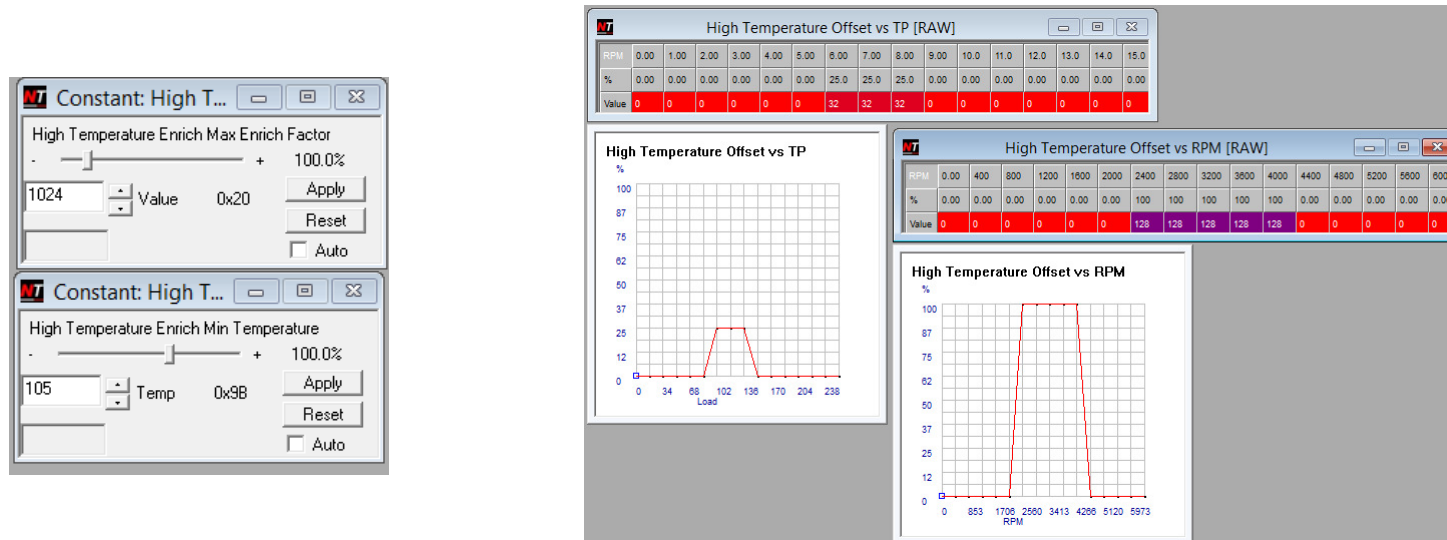 Constant: High T...
High Temperature Enrich Max Enrich Factor
- + 100.0%
1024 Value 0x20 Apply
Reset
Auto
Constant: High T...
High Temperature Enrich Min Temperature
- + 100.0%
105 Temp 0x9B Apply
Reset
Auto
High Temperature Offset vs TP [RAW]
RPM 0.00 1.00 2.00 3.00 4.00 5.00 6.00 7.00 8.00 9.00 10.0 11.0 12.0 13.0 14.0 15.0
% 0.00 0.00 0.00 0.00 0.00 0.00 25.0 25.0 25.0 0.00 0.00 0.00 0.00 0.00 0.00 0.00
Value 0 0 0 0 0 0 32 32 32 0 0 0 0 0 0 0
High Temperature Offset vs TP
%
100
87
75
62
50
37
25
12
0
0 34 68 102 136 170 204 238
Load
High Temperature Offset vs RPM [RAW]
RPM 0.00 400 800 1200 1600 2000 2400 2800 3200 3600 4000 4400 4800 5200 5600
% 0.00 0.00 0.00 0.00 0.00 0.00 100 100 100 100 100 0.00 0.00 0.00 0.00
Value 0 0 0 0 0 0 128 128 128 128 128 0 0 0 0 0
High Temperature Offset vs RPM
%
100
87
75
62
50
37
25
12
0
0 853 1706 2560 3413 4266 5120 5973
RPM